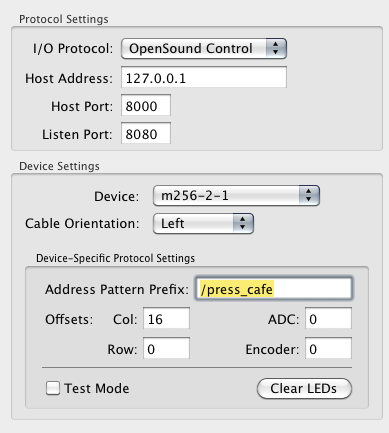 Protocol Settings
I/O Protocol: OpenSound Control
Host Address: 127.0.0.1
Host Port: 8000
Listen Port: 8080
Device Settings
Device: m256-2-1
Cable Orientation: Left
Device-Specific Protocol Settings
Address Pattern Prefix: /press_cafe
Offsets: Col: 16 ADC: 0
Row: 0 Encoder: 0
Test Mode Clear LEDs